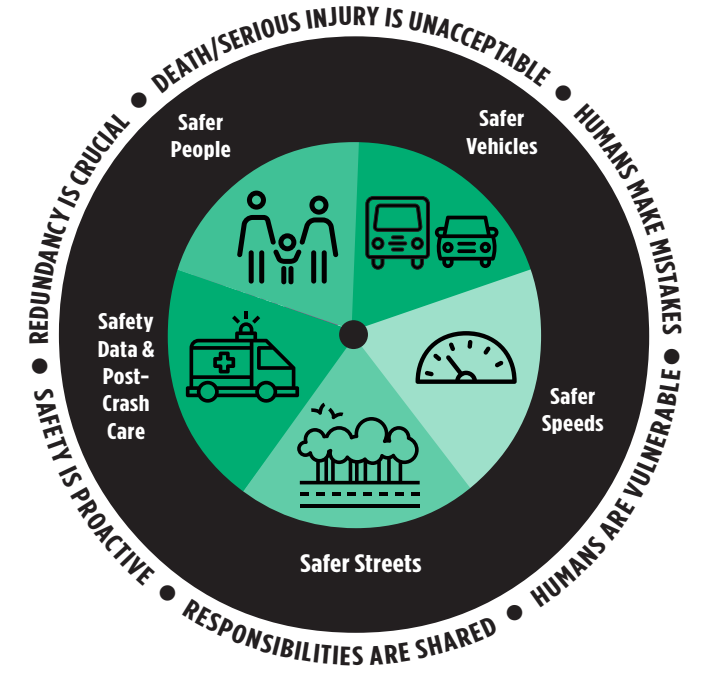 DEATH/SERIOUS INJURY IS UNACCEPTABLE
HUMANS MAKE MISTAKES
HUMANS ARE VULNERABLE
RESPONSIBILITIES ARE SHARED
SAFETY IS PROACTIVE
REDUNDANCY IS CRUCIAL
Safer
People
Safer
Vehicles
Safer
Speeds
Safer Streets
Safety
Data &
Post-
Crash
Care